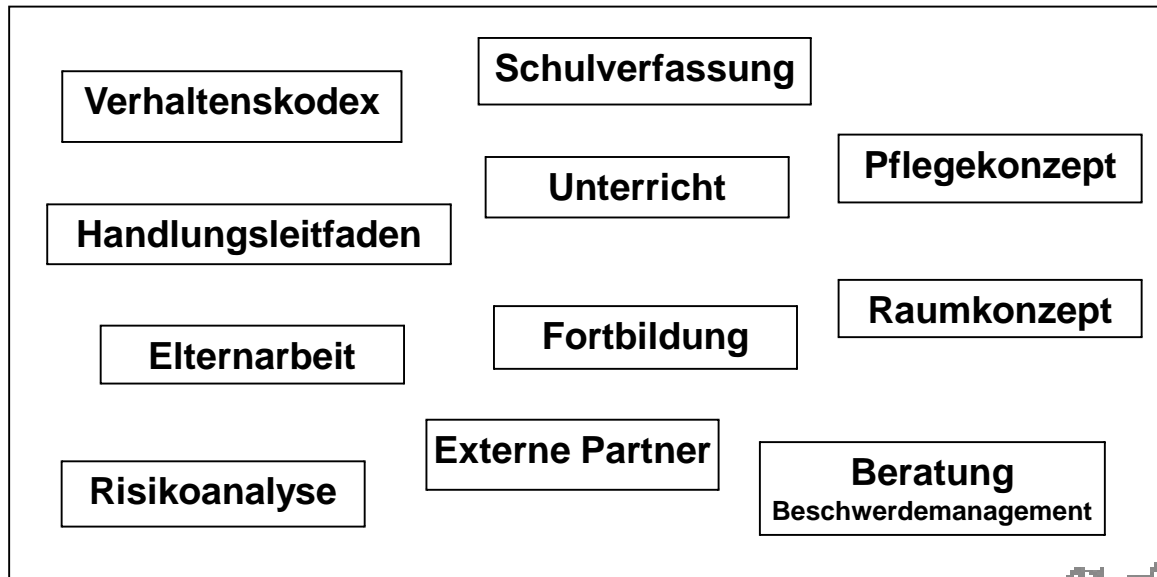 Schulverfassung
Verhaltenskodex
Pflegekonzept
Unterricht
Handlungsleitfaden
Raumkonzept
Fortbildung
Elternarbeit
Externe Partner
Beratung
Beschwerdemanagement
Risikoanalyse